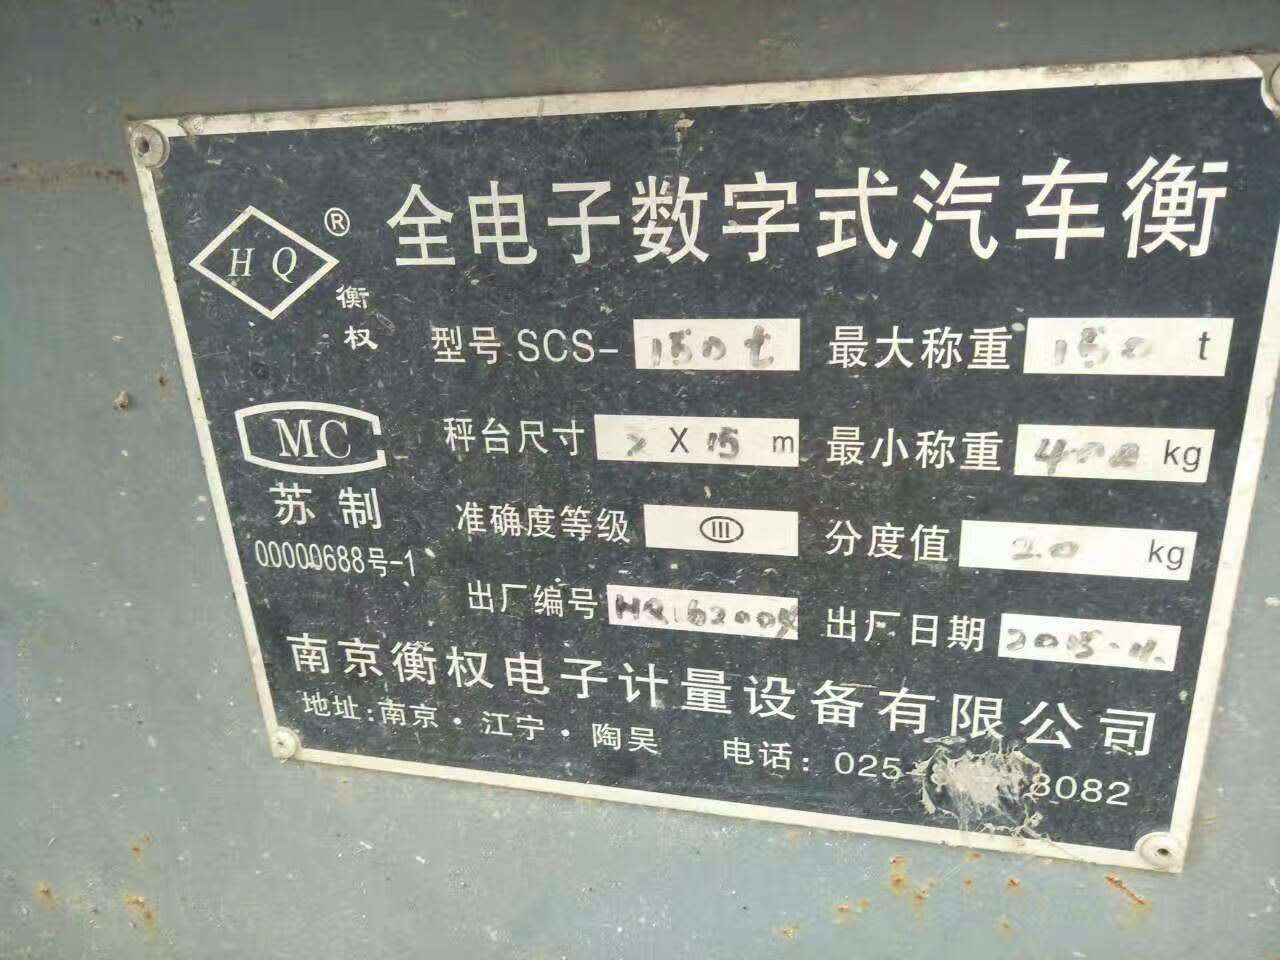 全电子数字式汽车衡
HQ ®
衡权
型号 SCS- 150t 最大称重 150 t
MC
秤台尺寸 X 15 m 最小称重 400 kg
苏制
准确度等级 Ⅲ 分度值 20 kg
00000688号-1
出厂编号 出厂日期 2015.11.
南京衡权电子计量设备有限公司
地址:南京·江宁·陶吴 电话: 025- 8082